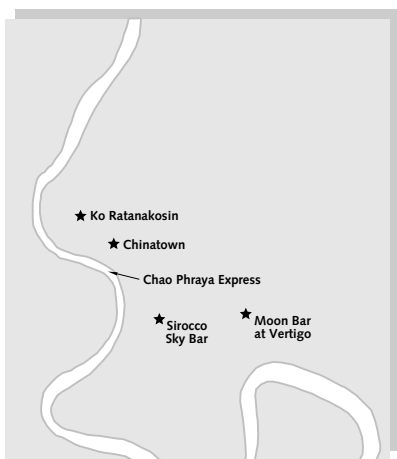 Ko Ratanakosin
Chinatown
Chao Phraya Express
Sirocco
Sky Bar
Moon Bar
at Vertigo